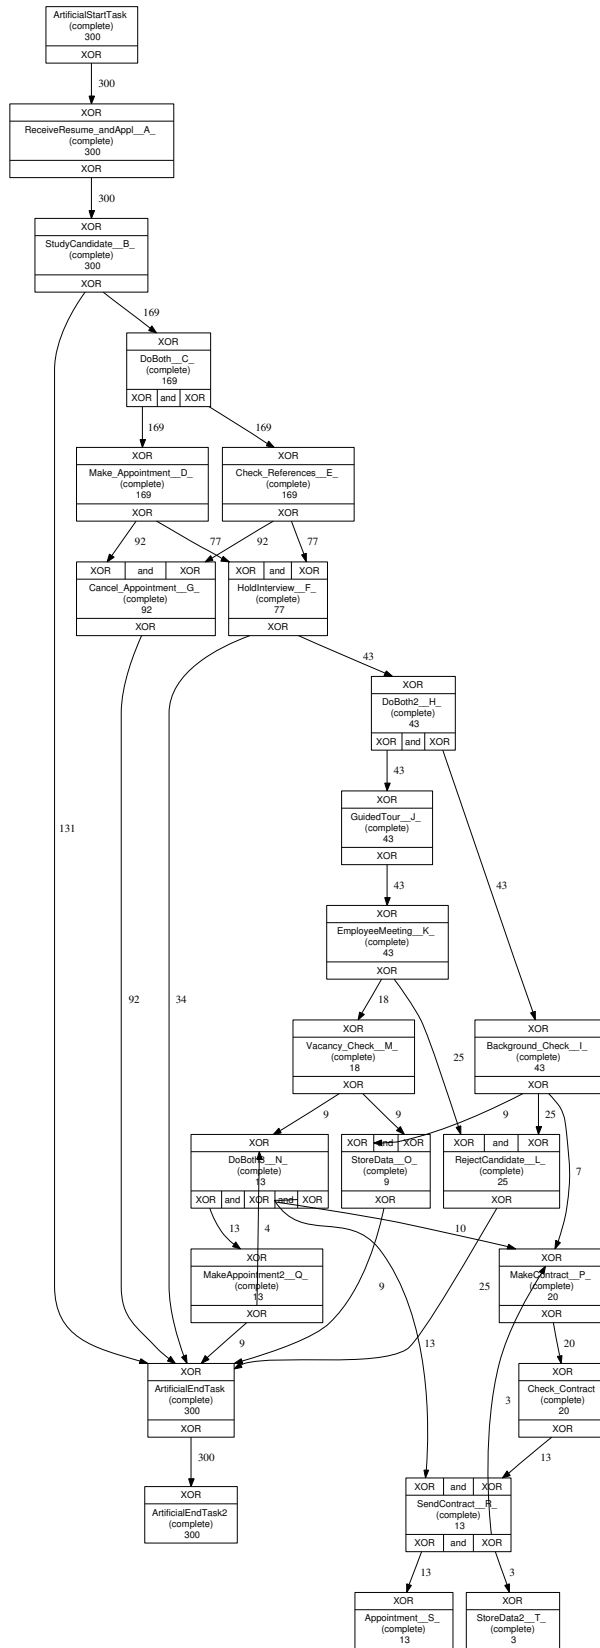 ArtificialStartTask
(complete)
300
XOR
300
XOR
ReceiveResume_andAppl__A_
(complete)
300
XOR
300
XOR
StudyCandidate__B_
(complete)
300
XOR
169
XOR
DoBoth__C_
(complete)
169
XOR and XOR
169 169
XOR XOR
Make_Appointment__D_ Check_References__E_
(complete) (complete)
169 169
XOR XOR
92 77 92 77
XOR and XOR XOR and XOR
Cancel_Appointment__G_ HoldInterview__F_
(complete) (complete)
92 77
XOR XOR
43
XOR
DoBoth2__H_
(complete)
43
XOR and XOR
43
XOR
GuidedTour__J_
(complete)
43
XOR
131
43 43
XOR
EmployeeMeeting__K_
(complete)
43
XOR
92 34 18
XOR XOR
Vacancy_Check__M_ Background_Check__I_
(complete) (complete)
18 43
XOR XOR
25
9 9 9 25
XOR XOR and XOR XOR and XOR
DoBoth3__N_ StoreData__O_ RejectCandidate__L_
(complete) (complete) (complete)
13 9 25
XOR and XOR and XOR XOR XOR
7
13 4 10
XOR XOR
MakeAppointment2__Q_ MakeContract__P_
(complete) (complete)
13 20
XOR XOR
9 9 13 25 20
XOR XOR
ArtificialEndTask Check_Contract
(complete) (complete)
300 20
XOR XOR
3
300 13
XOR XOR and XOR
ArtificialEndTask2 SendContract__R_
(complete) (complete)
300 13
XOR and XOR
13 3
XOR XOR
Appointment__S_ StoreData2__T_
(complete) (complete)
13 3